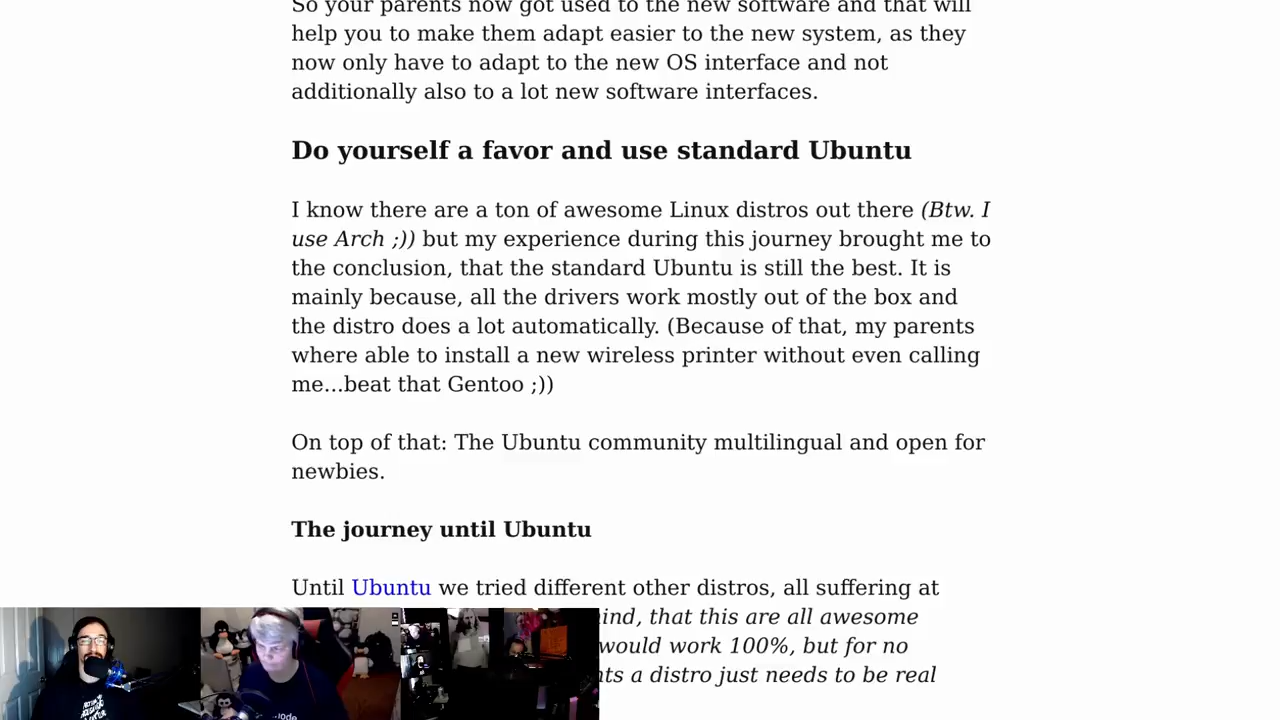 So your parents now got used to the new software and that will
help you to make them adapt easier to the new system, as they
now only have to adapt to the new OS interface and not
additionally also to a lot new software interfaces.
Do yourself a favor and use standard Ubuntu
I know there are a ton of awesome Linux distros out there (Btw. I
use Arch ;)) but my experience during this journey brought me to
the conclusion, that the standard Ubuntu is still the best. It is
mainly because, all the drivers work mostly out of the box and
the distro does a lot automatically. (Because of that, my parents
where able to install a new wireless printer without even calling
me...beat that Gentoo ;))
On top of that: The Ubuntu community multilingual and open for
newbies.
The journey until Ubuntu
Until Ubuntu we tried different other distros, all suffering at
that this are all awesome
would work 100%, but for no
a distro just needs to be real